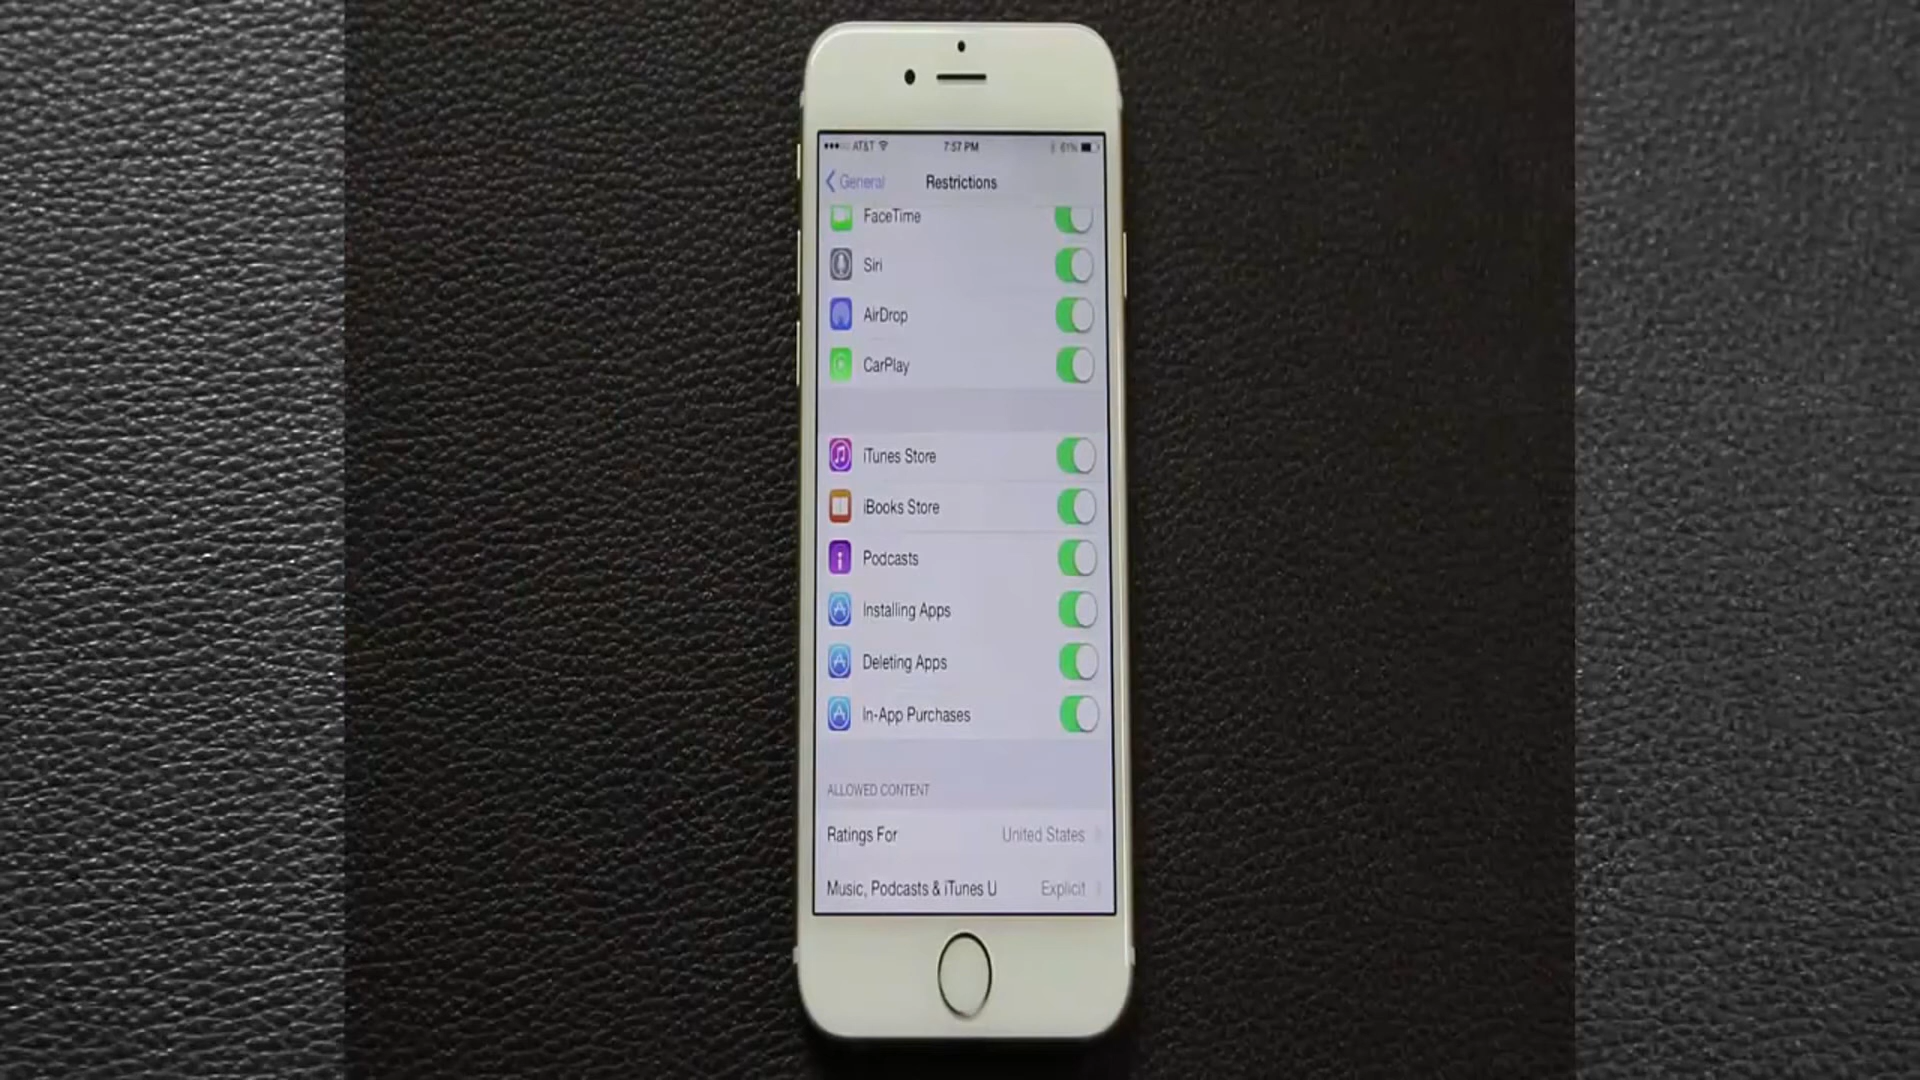 AT&T 7:57 PM 61%
General Restrictions
FaceTime
Siri
AirDrop
CarPlay
iTunes Store
iBooks Store
Podcasts
Installing Apps
Deleting Apps
In-App Purchases
ALLOWED CONTENT
Ratings For United States
Music, Podcasts & iTunes U Explicit